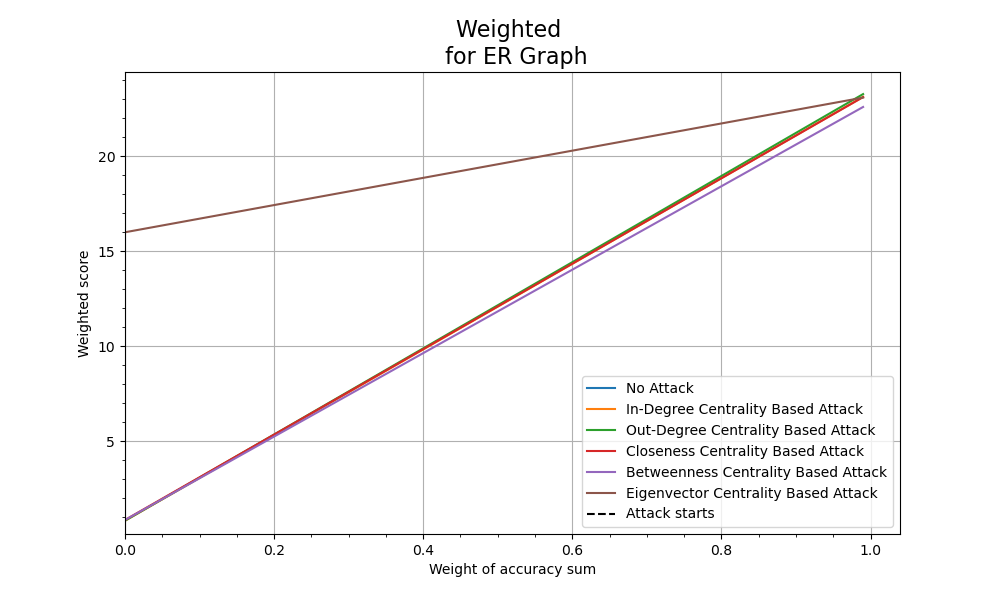 Weighted
for ER Graph
Weighted score
20
15
10
5
0.0
0.2
0.4
0.6
0.8
1.0
Weight of accuracy sum
No Attack
In-Degree Centrality Based Attack
Out-Degree Centrality Based Attack
Closeness Centrality Based Attack
Betweenness Centrality Based Attack
Eigenvector Centrality Based Attack
Attack starts